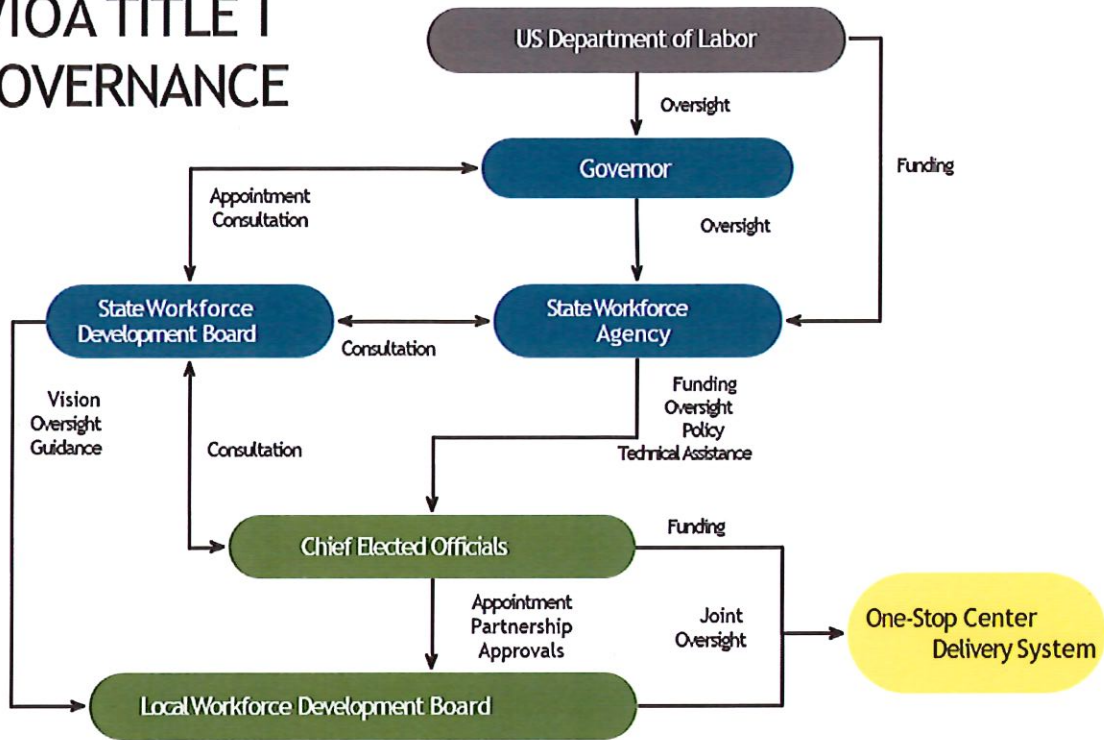 IOA TITLE I
OVERNANCE
US Department of Labor
Oversight
Governor
Funding
Appointment
Consultation
Oversight
State Workforce
Development Board
State Workforce
Agency
Consultation
Vision
Oversight
Guidance
Consultation
Funding
Oversight
Policy
Technical Assistance
Chief Elected Officials
Funding
Appointment
Partnership
Approvals
Joint
Oversight
One-Stop Center
Delivery System
Local Workforce Development Board